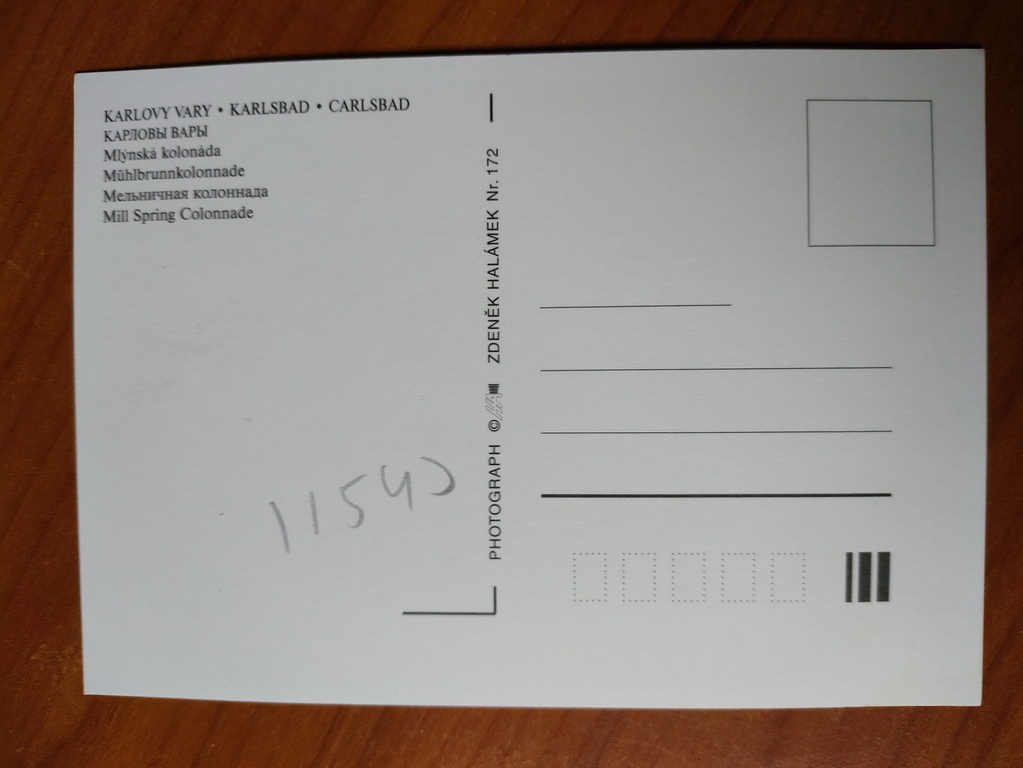 KARLOVY VARY • KARLSBAD • CARLSBAD
КАРЛОВЫ ВАРЫ
Mlýnská kolonáda
Mühlbrunnkolonnade
Мельничная колоннада
Mill Spring Colonnade
PHOTOGRAPH © ZDENĚK HALÁMEK Nr. 172